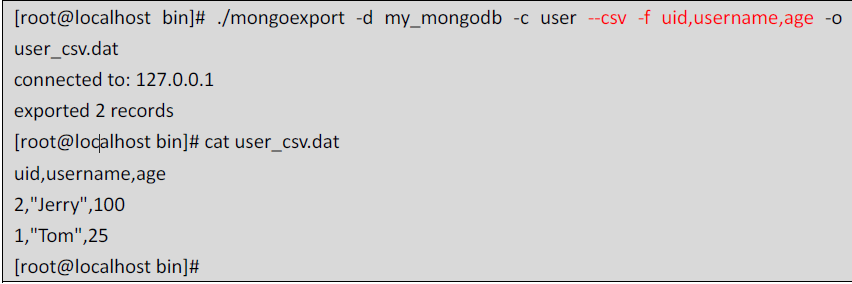 [root@localhost bin]# ./mongoexport -d my_mongodb -c user --csv -f uid,username,age -o
user_csv.dat
connected to: 127.0.0.1
exported 2 records
[root@localhost bin]# cat user_csv.dat
uid,username,age
2,"Jerry",100
1,"Tom",25
[root@localhost bin]#